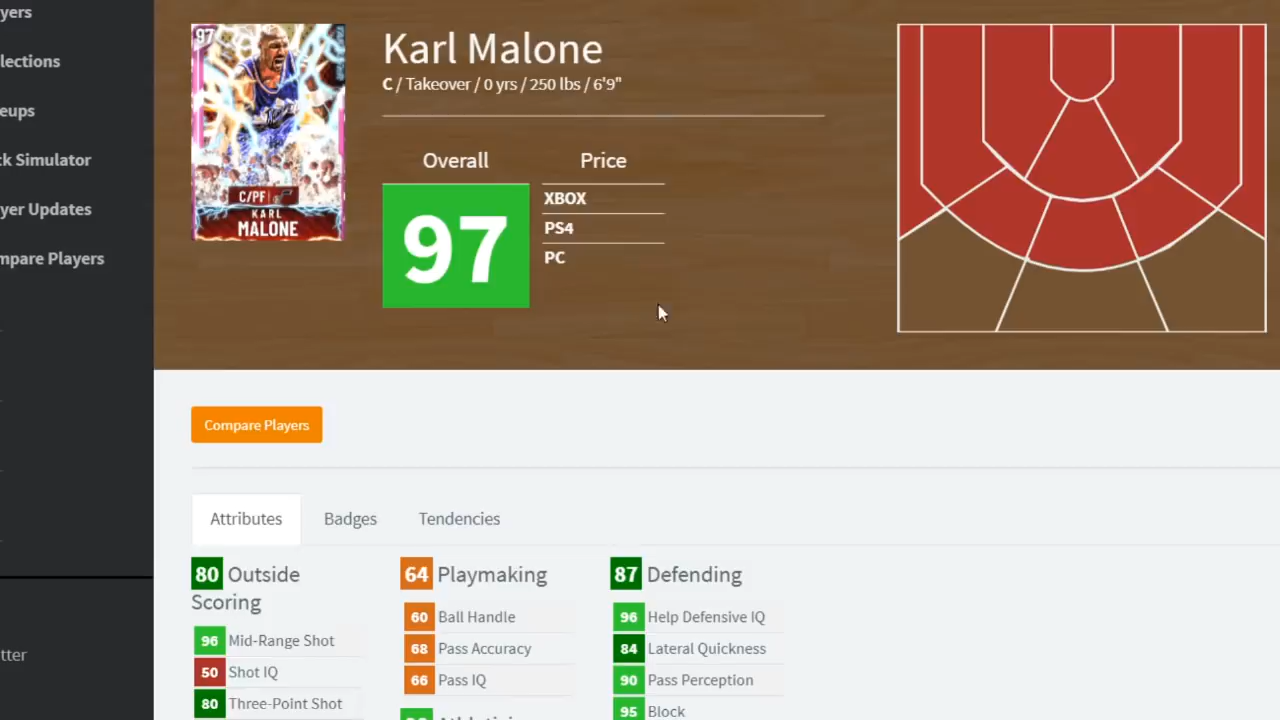 yers
lections
eups
ck Simulator
yer Updates
mpare Players
tter
97
C/PF
KARL
MALONE
Karl Malone
C / Takeover / 0 yrs / 250 lbs / 6'9"
Overall
97
Price
XBOX
PS4
PC
Compare Players
Attributes
Badges
Tendencies
80 Outside
Scoring
96 Mid-Range Shot
50 Shot IQ
80 Three-Point Shot
64 Playmaking
60 Ball Handle
68 Pass Accuracy
66 Pass IQ
87 Defending
96 Help Defensive IQ
84 Lateral Quickness
90 Pass Perception
95 Block